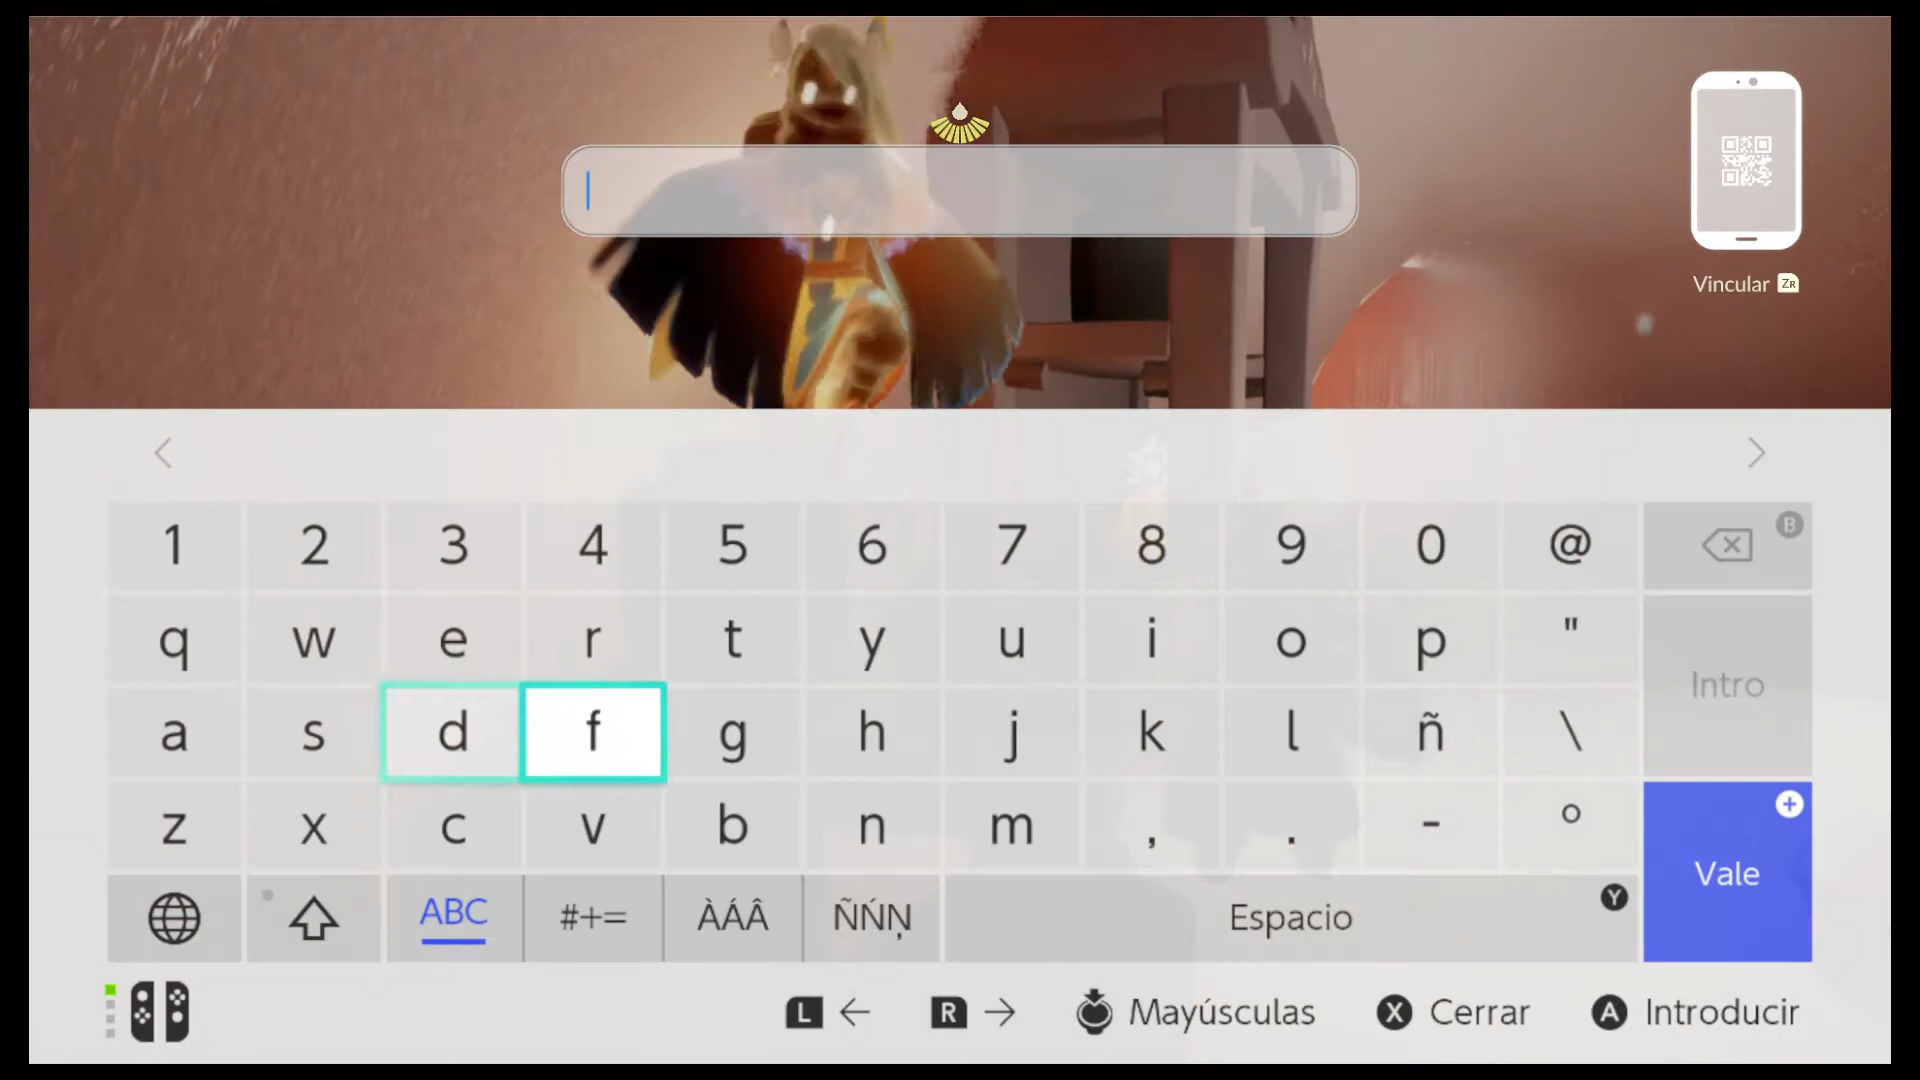 Vincular ZR
1 2 3 4 5 6 7 8 9 0 @ B
q w e r t y u i o p "
Intro
a s d f g h j k l ñ \
z x c v b n m , . - º
Vale
ABC #+= ÀÁÂ ÑŃŅ Espacio Y
L ← R → Mayúsculas X Cerrar A Introducir